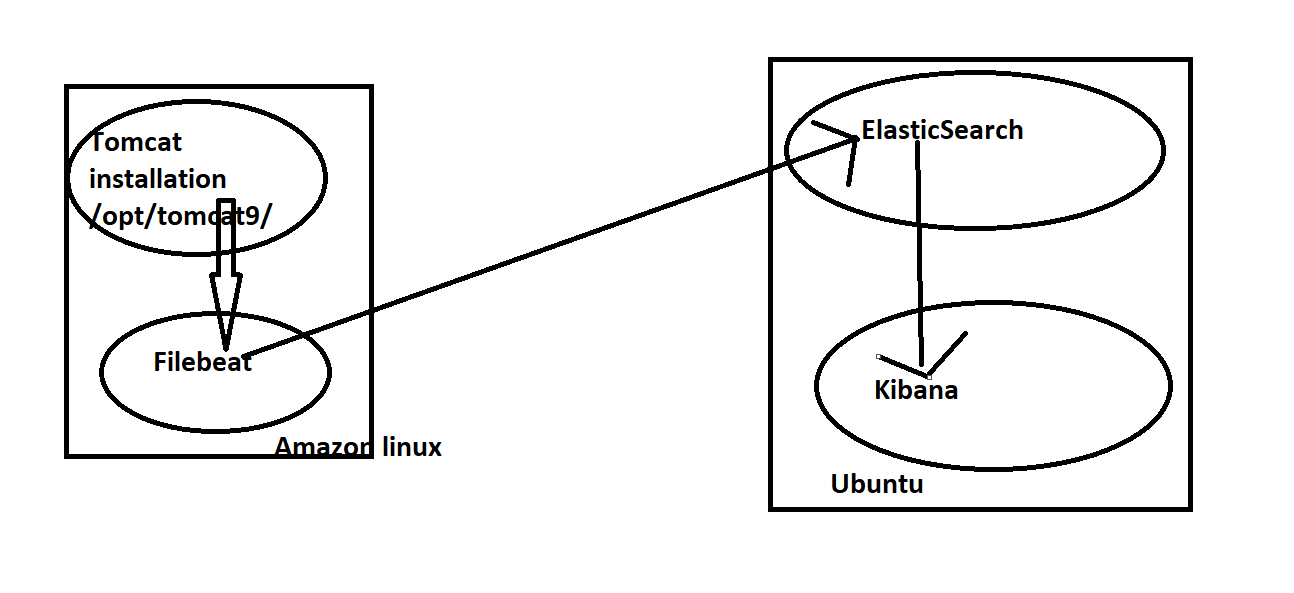 Tomcat
installation
/opt/tomcat9/
Filebeat
Amazon linux
ElasticSearch
Kibana
Ubuntu